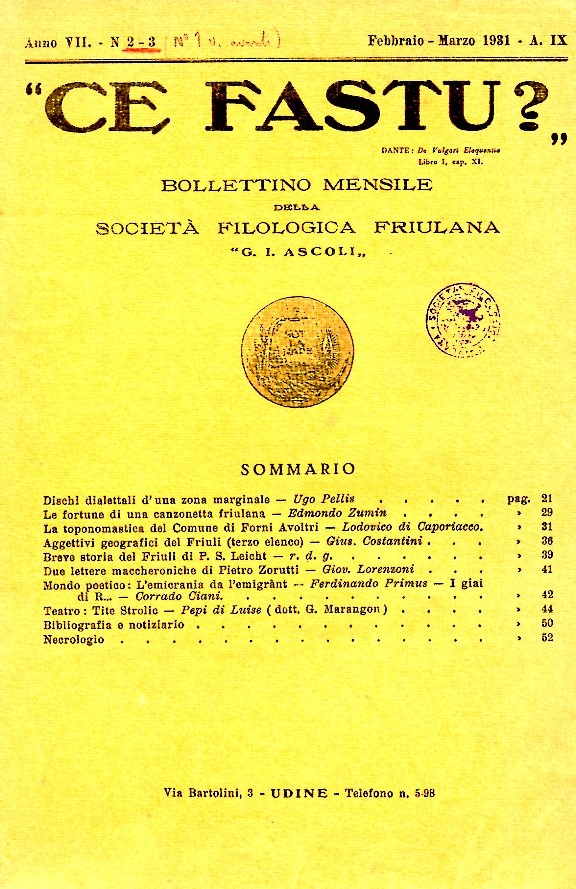 Anno VII. - N 2-3 (N° 1 a
Febbraio - Marzo 1931 - A. IX
“CE FASTU?„
DANTE: De Vulgari Eloquentia
Libro I, cap. XI.
BOLLETTINO MENSILE
DELLA
SOCIETÀ FILOLOGICA FRIULANA
“G. I. ASCOLI„
SOT
LA
NAPE
SOCIETAT FILOLO
SOMMARIO
Dischi dialettali d'una zona marginale — Ugo Pellis . . . . . pag. 21
Le fortune di una canzonetta friulana — Edmondo Zumin . . . . » 29
La toponomastica del Comune di Forni Avoltri — Lodovico di Caporiacco. » 31
Aggettivi geografici del Friuli (terzo elenco) — Gius. Costantini . . . » 36
Breve storia del Friuli di P. S. Leicht — r. d. g. . . . . . . » 39
Due lettere maccheroniche di Pietro Zorutti — Giov. Lorenzoni . . . » 41
Mondo poetico: L'emicrania da l'emigrànt — Ferdinando Primus — I giai
di R... — Corrado Ciani. . . . . . . . . . . » 42
Teatro: Tite Strolic — Pepi di Luise (dott. G. Marangon) . . . . » 44
Bibliografia e notiziario . . . . . . . . . . . . » 50
Necrologio . . . . . . . . . . . . . . . » 52
Via Bartolini, 3 - UDINE - Telefono n. 5-98